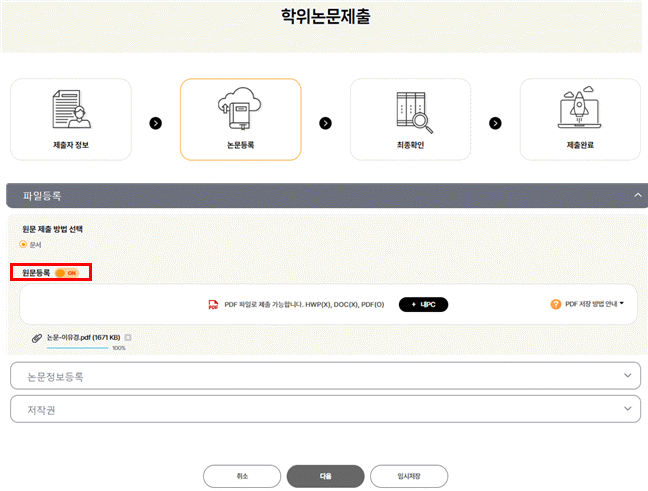 학위논문제출
제출자 정보
논문등록
최종확인
제출완료
파일등록
원문 제출 방법 선택
문서
원문등록 ON
PDF PDF 파일로 제출 가능합니다. HWP(X), DOC(X), PDF(O) + 내PC ? PDF 저장 방법 안내
논문-이유경.pdf (1671 KB)
100%
논문정보등록
저작권
취소 다음 임시저장